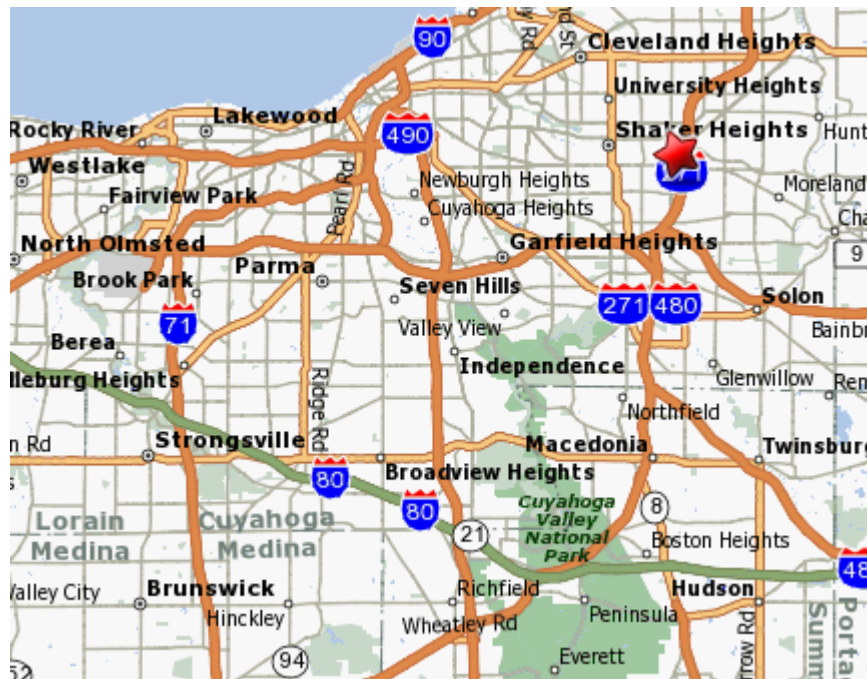 90
Cleveland Heights
University Heights
Lakewood
490
Rocky River
Shaker Heights
Westlake
Pearl Rd
Newburgh Heights
Moreland
Fairview Park
Cuyahoga Heights
North Olmsted
Garfield Heights
9
Parma
Brook Park
Seven Hills
271
480
Solon
71
Valley View
Berea
Independence
Glenwillow
lleburg Heights
Ridge Rd
Northfield
Strongsville
Macedonia
Twinsburg
80
Broadview Heights
80
Cuyahoga
Valley
National
Park
8
Lorain
Medina
Cuyahoga
Medina
21
Boston Heights
48
Valley City
Brunswick
Richfield
Hudson
Hinckley
Wheatley Rd
Peninsula
94
Everett